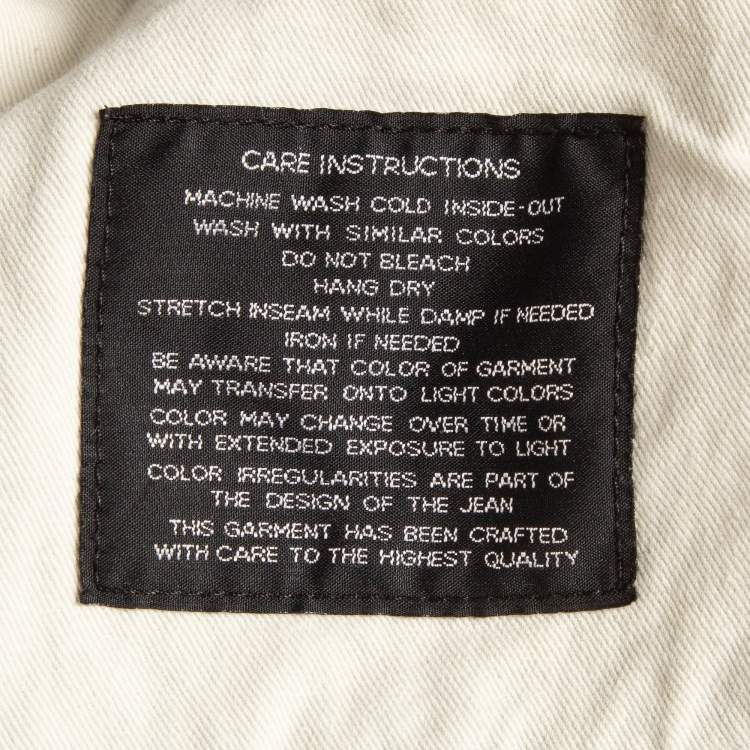 CARE INSTRUCTIONS
MACHINE WASH COLD INSIDE-OUT
WASH WITH SIMILAR COLORS
DO NOT BLEACH
HANG DRY
STRETCH INSEAM WHILE DAMP IF NEEDED
IRON IF NEEDED
BE AWARE THAT COLOR OF GARMENT
MAY TRANSFER ONTO LIGHT COLORS
COLOR MAY CHANGE OVER TIME OR
WITH EXTENDED EXPOSURE TO LIGHT
COLOR IRREGULARITIES ARE PART OF
THE DESIGN OF THE JEAN
THIS GARMENT HAS BEEN CRAFTED
WITH CARE TO THE HIGHEST QUALITY